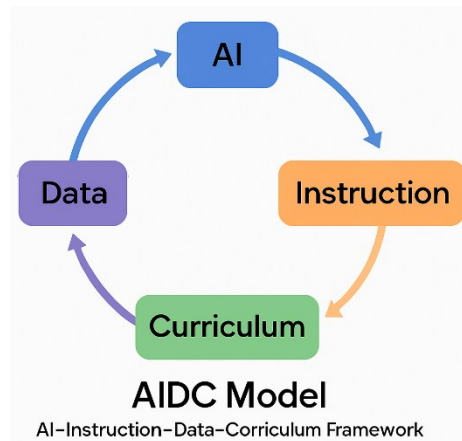 AI
Data
Instruction
Curriculum
AIDC Model
AI–Instruction–Data–Corriculum Framework